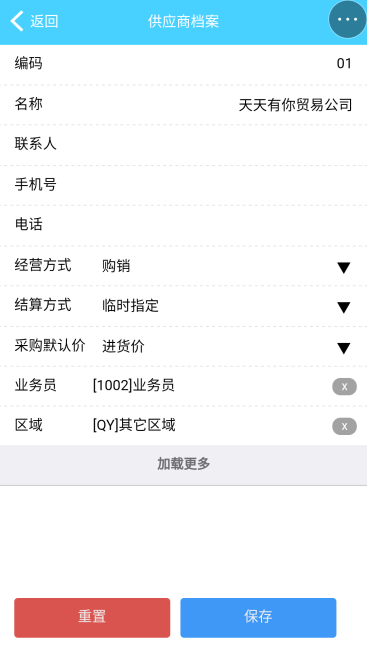 返回 供应商档案
编码 01
名称 天天有你贸易公司
联系人
手机号
电话
经营方式 购销
结算方式 临时指定
采购默认价 进货价
业务员 [1002]业务员 x
区域 [QY]其它区域 x
加载更多
重置 保存